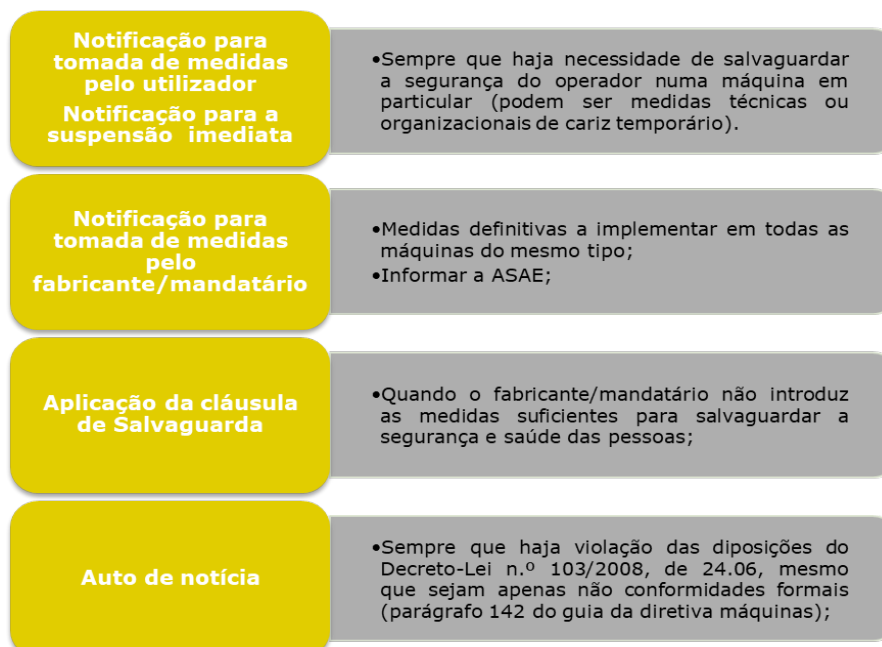 Notificação para
tomada de medidas
pelo utilizador
Notificação para a
suspensão imediata
•Sempre que haja necessidade de salvaguardar
a segurança do operador numa máquina em
particular (podem ser medidas técnicas ou
organizacionais de cariz temporário).
Notificação para
tomada de medidas
pelo
fabricante/mandatário
•Medidas definitivas a implementar em todas as
máquinas do mesmo tipo;
•Informar a ASAE;
Aplicação da cláusula
de Salvaguarda
•Quando o fabricante/mandatário não introduz
as medidas suficientes para salvaguardar a
segurança e saúde das pessoas;
Auto de notícia
•Sempre que haja violação das diposições do
Decreto-Lei n.º 103/2008, de 24.06, mesmo
que sejam apenas não conformidades formais
(parágrafo 142 do guia da diretiva máquinas);